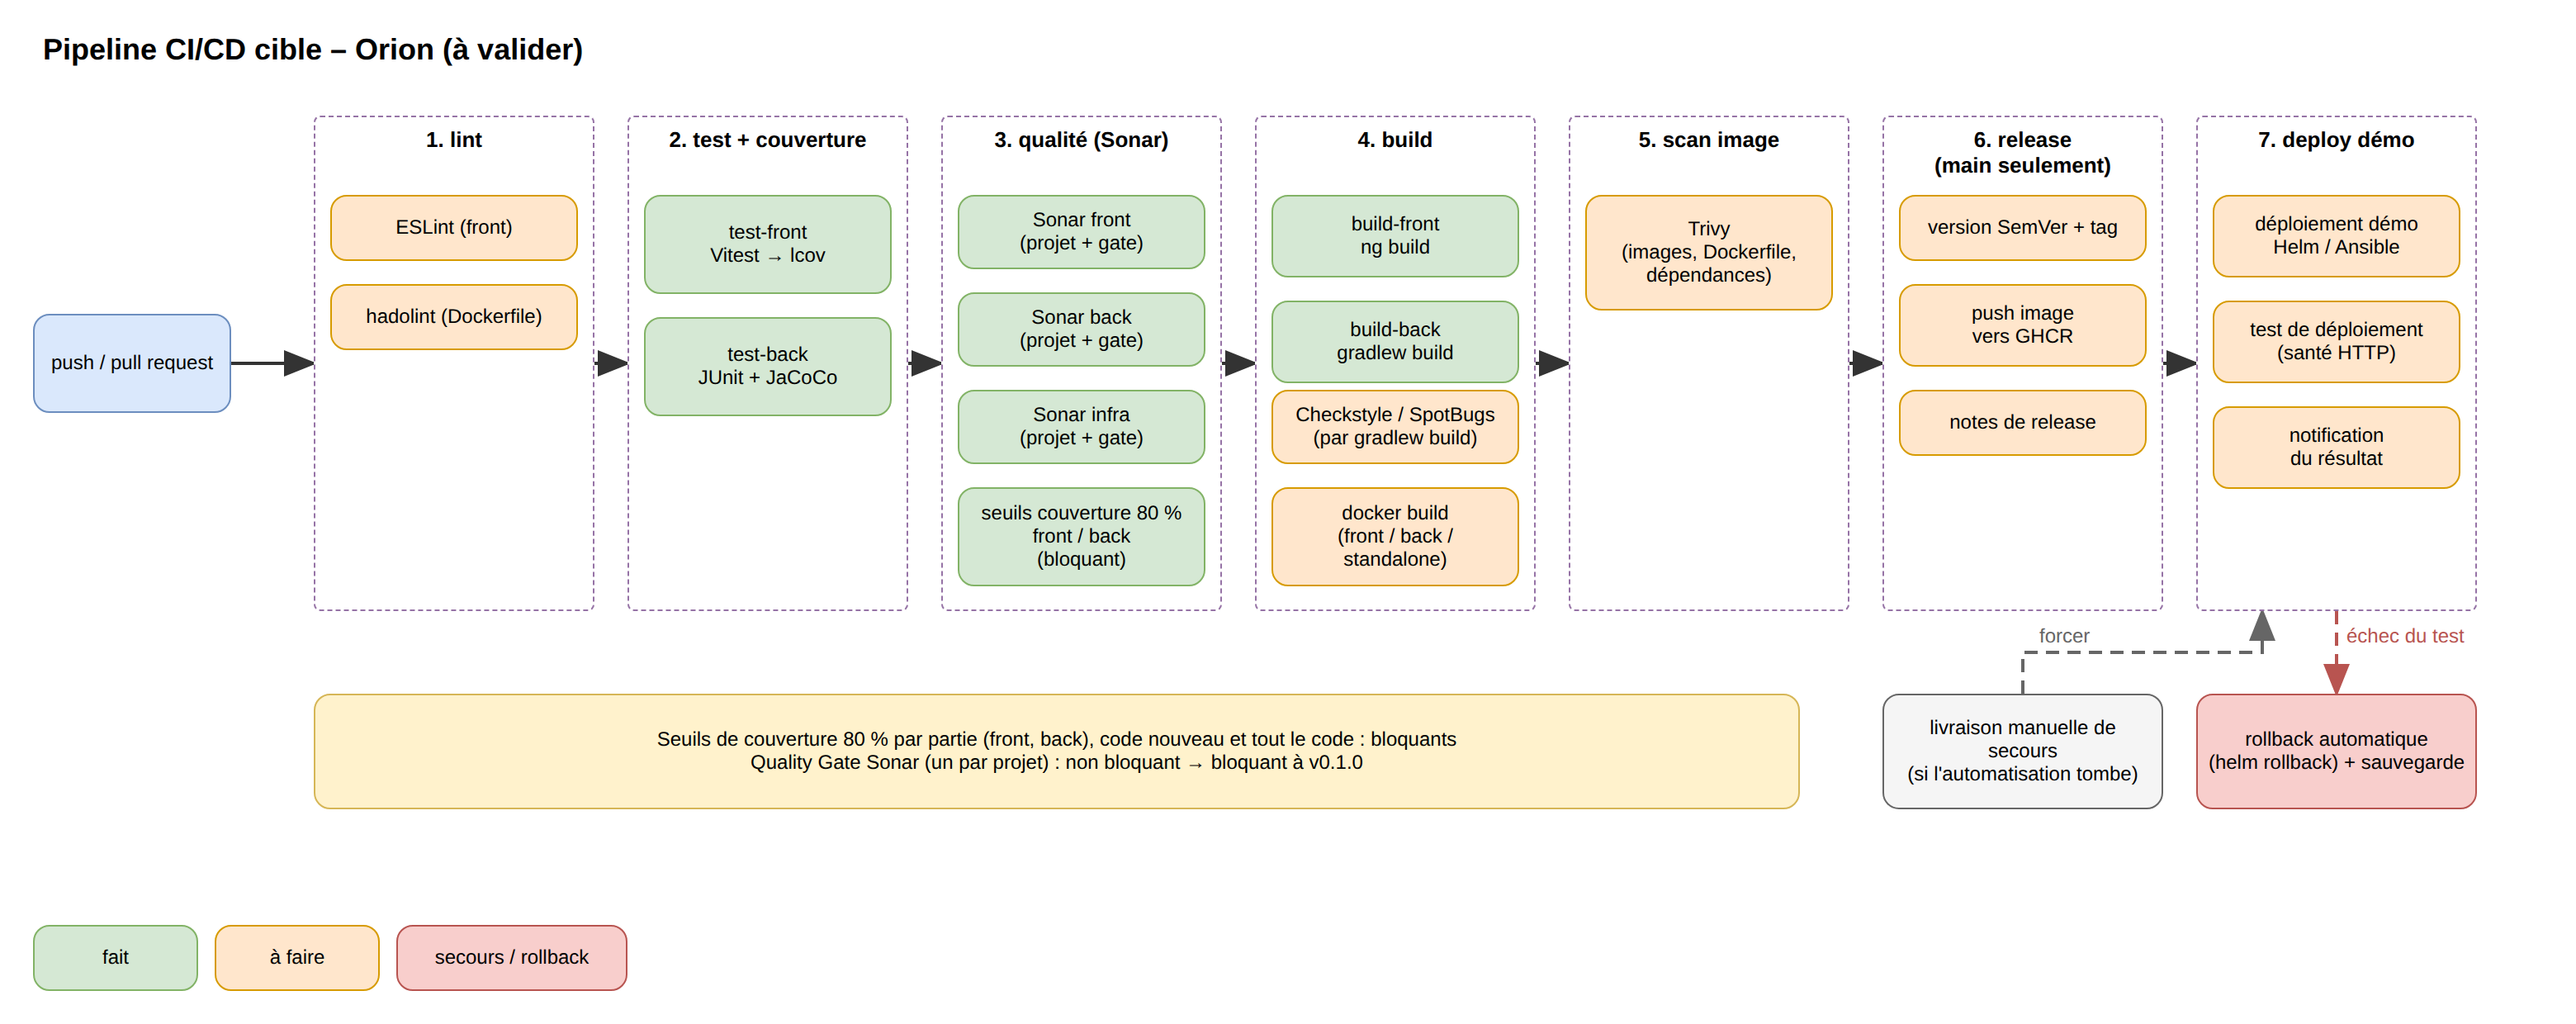 Pipeline CI/CD cible – Orion (à valider)
push / pull request
1. lint
ESLint (front)
hadolint (Dockerfile)
2. test + couverture
test-front
Vitest → lcov
test-back
JUnit + JaCoCo
3. qualité (Sonar)
Sonar front
(projet + gate)
Sonar back
(projet + gate)
Sonar infra
(projet + gate)
seuils couverture 80 %
front / back
(bloquant)
4. build
build-front
ng build
build-back
gradlew build
Checkstyle / SpotBugs
(par gradlew build)
docker build
(front / back /
standalone)
5. scan image
Trivy
(images, Dockerfile,
dépendances)
6. release
(main seulement)
version SemVer + tag
push image
vers GHCR
notes de release
7. deploy démo
déploiement démo
Helm / Ansible
test de déploiement
(santé HTTP)
notification
du résultat
forcer
échec du test
Seuils de couverture 80 % par partie (front, back), code nouveau et tout le code : bloquants
Quality Gate Sonar (un par projet) : non bloquant → bloquant à v0.1.0
livraison manuelle de
secours
(si l'automatisation tombe)
rollback automatique
(helm rollback) + sauvegarde
fait
à faire
secours / rollback